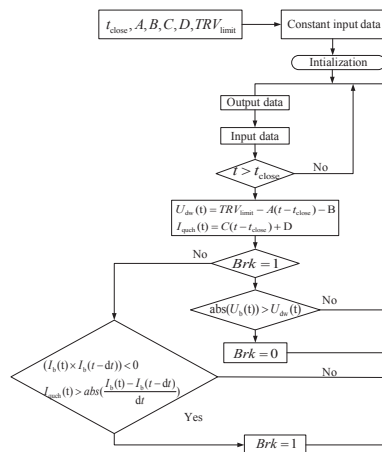 t_close, A, B, C, D, TRV_limit
Constant input data
Intialization
Output data
Input data
t > t_close
No
U_dw(t) = TRV_limit − A(t − t_close) − B
I_quch(t) = C(t − t_close) + D
No
Brk = 1
abs(U_b(t)) > U_dw(t)
No
Brk = 0
(I_b(t) × I_b(t − dt)) < 0
No
I_quch(t) > abs((I_b(t) − I_b(t − dt))/dt)
Yes
Brk = 1